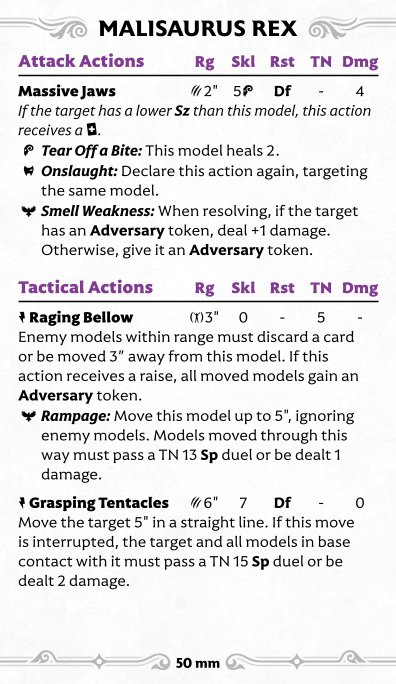 MALISAURUS REX
Attack Actions Rg Skl Rst TN Dmg
Massive Jaws 2" 5 Df - 4
If the target has a lower Sz than this model, this action
receives a .
Tear Off a Bite: This model heals 2.
Onslaught: Declare this action again, targeting
the same model.
Smell Weakness: When resolving, if the target
has an Adversary token, deal +1 damage.
Otherwise, give it an Adversary token.
Tactical Actions Rg Skl Rst TN Dmg
Raging Bellow 3" 0 - 5 -
Enemy models within range must discard a card
or be moved 3" away from this model. If this
action receives a raise, all moved models gain an
Adversary token.
Rampage: Move this model up to 5", ignoring
enemy models. Models moved through this
way must pass a TN 13 Sp duel or be dealt 1
damage.
Grasping Tentacles 6" 7 Df - 0
Move the target 5" in a straight line. If this move
is interrupted, the target and all models in base
contact with it must pass a TN 15 Sp duel or be
dealt 2 damage.
50 mm